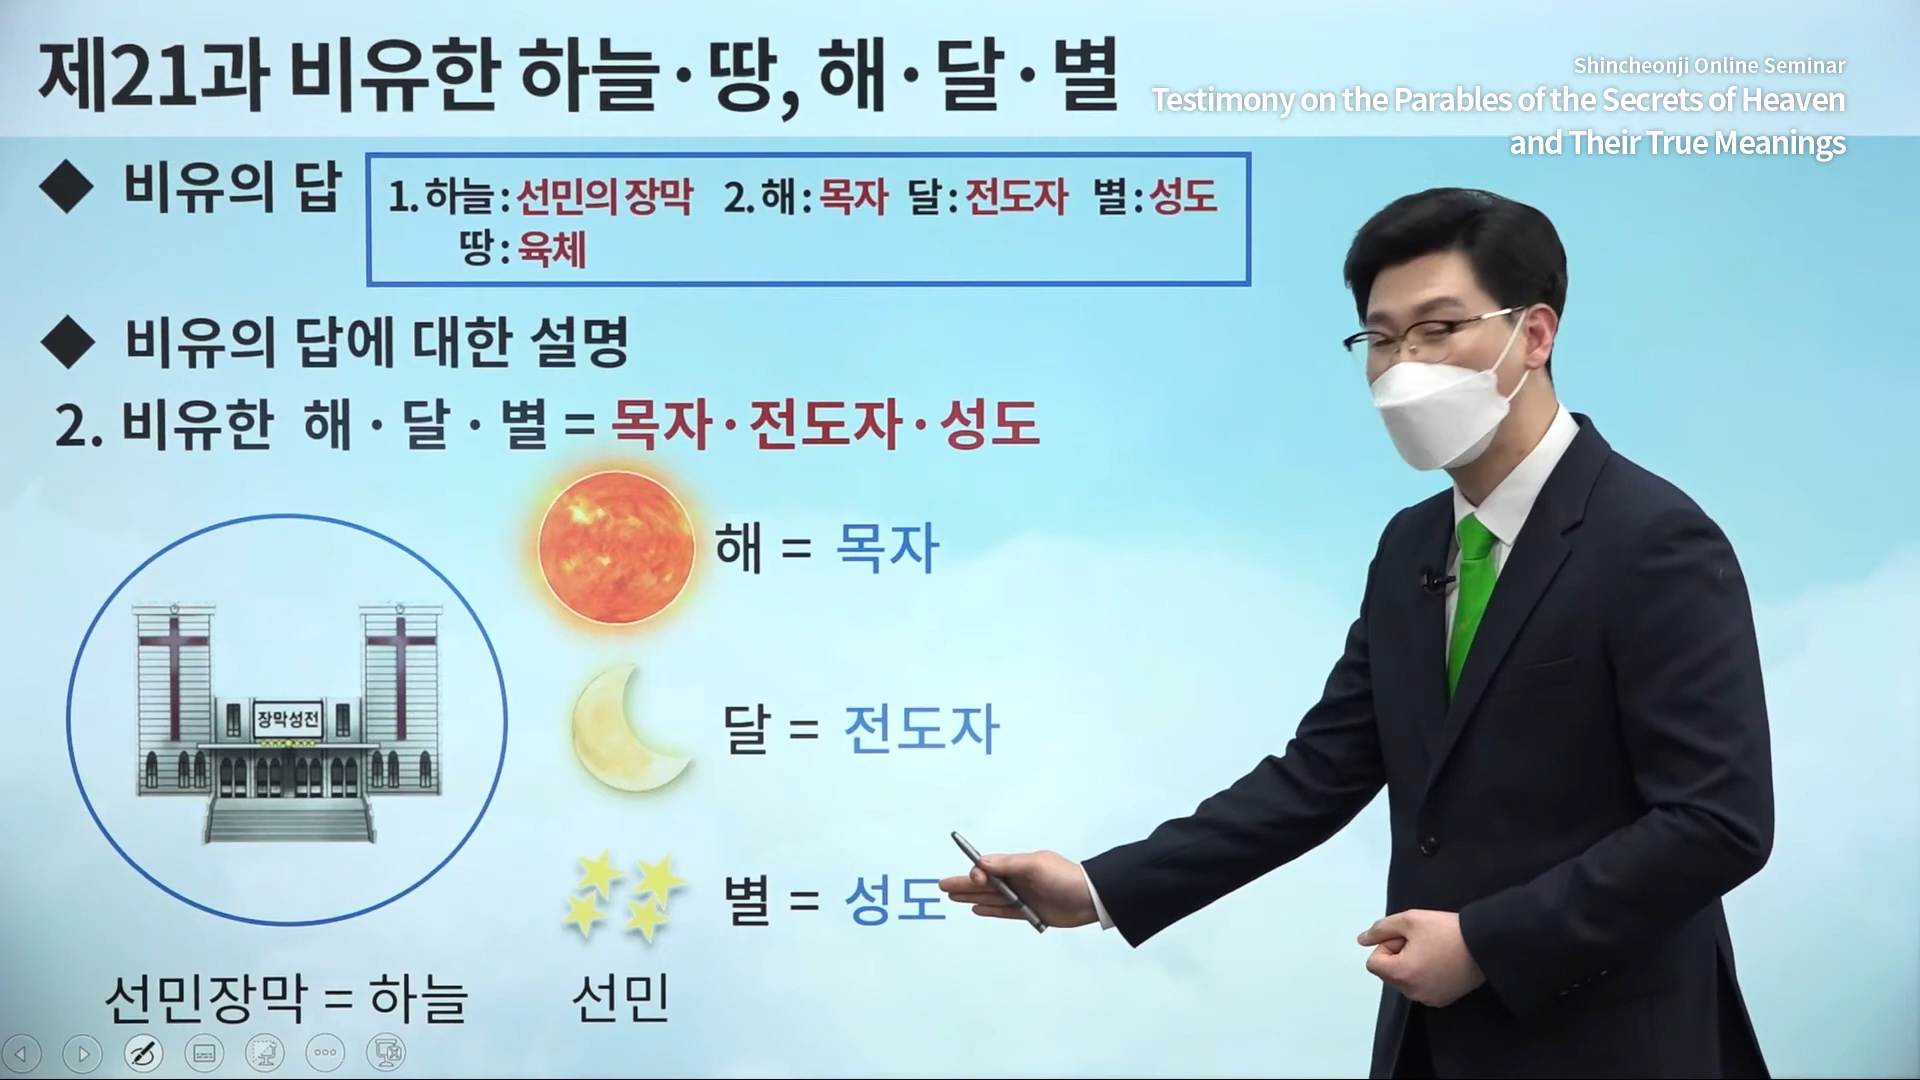 제21과 비유한 하늘·땅, 해·달·별
Shincheonji Online Seminar
Testimony on the Parables of the Secrets of Heaven
and Their True Meanings
◆ 비유의 답
1. 하늘 : 선민의 장막 2. 해 : 목자 달 : 전도자 별 : 성도
땅 : 육체
◆ 비유의 답에 대한 설명
2. 비유한 해·달·별 = 목자·전도자·성도
해 = 목자
장막성전
달 = 전도자
별 = 성도
선민장막 = 하늘
선민